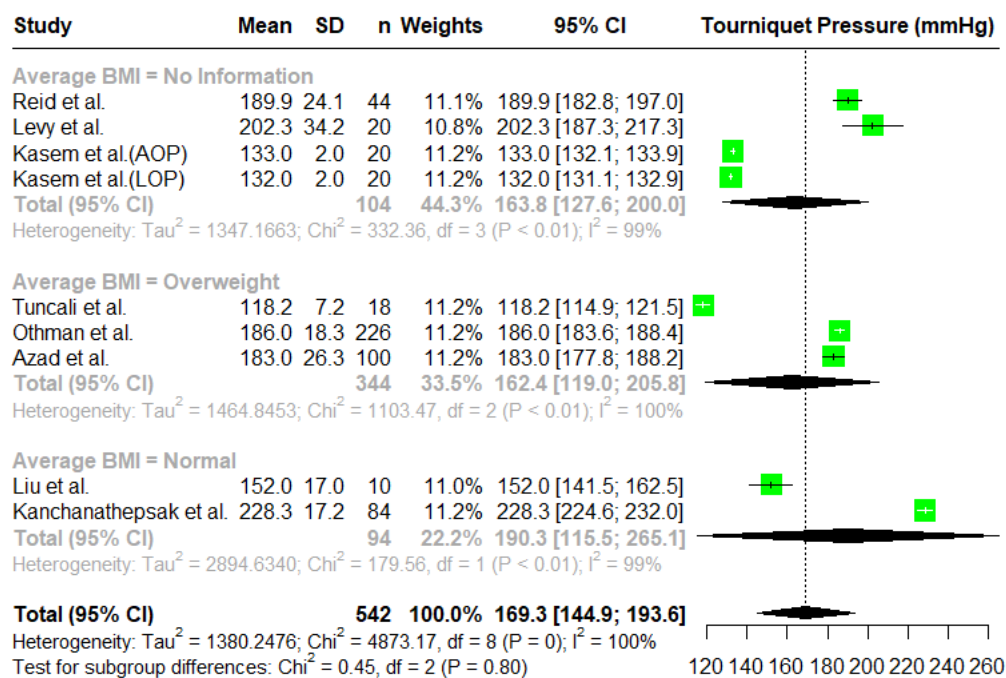 Study Mean SD n Weights 95% CI Tourniquet Pressure (mmHg)
Average BMI = No Information
Reid et al. 189.9 24.1 44 11.1% 189.9 [182.8; 197.0]
Levy et al. 202.3 34.2 20 10.8% 202.3 [187.3; 217.3]
Kasem et al.(AOP) 133.0 2.0 20 11.2% 133.0 [132.1; 133.9]
Kasem et al.(LOP) 132.0 2.0 20 11.2% 132.0 [131.1; 132.9]
Total (95% CI) 104 44.3% 163.8 [127.6; 200.0]
Heterogeneity: Tau² = 1347.1663; Chi² = 332.36, df = 3 (P < 0.01); I² = 99%
Average BMI = Overweight
Tuncali et al. 118.2 7.2 18 11.2% 118.2 [114.9; 121.5]
Othman et al. 186.0 18.3 226 11.2% 186.0 [183.6; 188.4]
Azad et al. 183.0 26.3 100 11.2% 183.0 [177.8; 188.2]
Total (95% CI) 344 33.5% 162.4 [119.0; 205.8]
Heterogeneity: Tau² = 1464.8453; Chi² = 1103.47, df = 2 (P < 0.01); I² = 100%
Average BMI = Normal
Liu et al. 152.0 17.0 10 11.0% 152.0 [141.5; 162.5]
Kanchanathepsak et al. 228.3 17.2 84 11.2% 228.3 [224.6; 232.0]
Total (95% CI) 94 22.2% 190.3 [115.5; 265.1]
Heterogeneity: Tau² = 2894.6340; Chi² = 179.56, df = 1 (P < 0.01); I² = 99%
Total (95% CI) 542 100.0% 169.3 [144.9; 193.6]
Heterogeneity: Tau² = 1380.2476; Chi² = 4873.17, df = 8 (P = 0); I² = 100%
Test for subgroup differences: Chi² = 0.45, df = 2 (P = 0.80)
120 140 160 180 200 220 240 260